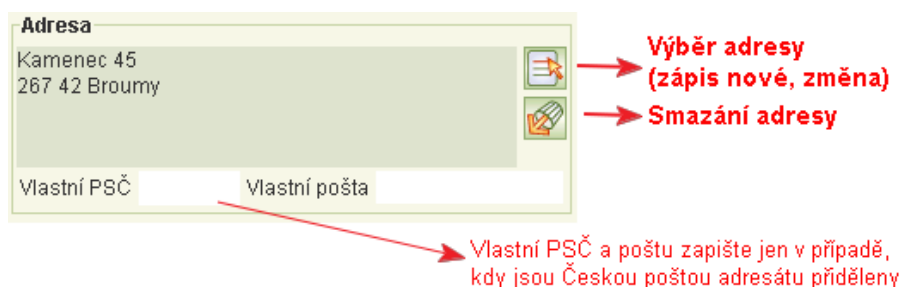 Adresa
Kamenec 45
267 42 Broumy
Výběr adresy
(zápis nové, změna)
Smazání adresy
Vlastní PSČ
Vlastní pošta
Vlastní PSČ a poštu zapište jen v případě,
kdy jsou Českou poštou adresátu přiděleny